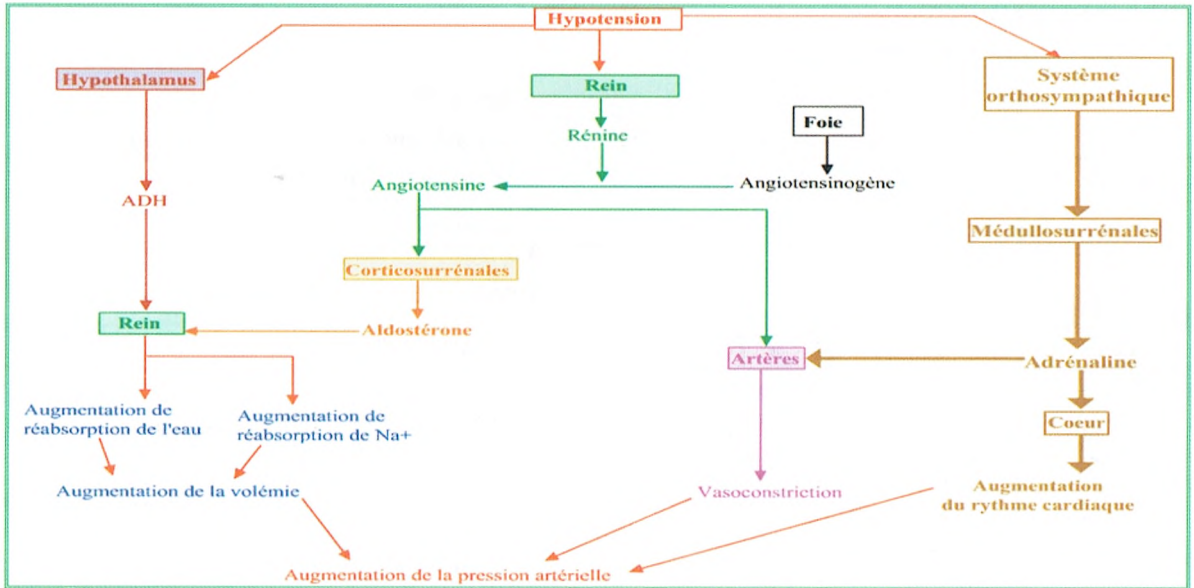 Hypotension
Hypothalamus
Rein
Système
orthosympathique
Foie
Rénine
Angiotensine
Angiotensinogène
ADH
Médullosurrénales
Corticosurrénales
Rein
Aldostérone
Artères
Adrénaline
Augmentation de
réabsorption de l'eau
Augmentation de
réabsorption de Na+
Coeur
Augmentation de la volémie
Vasoconstriction
Augmentation
du rythme cardiaque
Augmentation de la pression artérielle